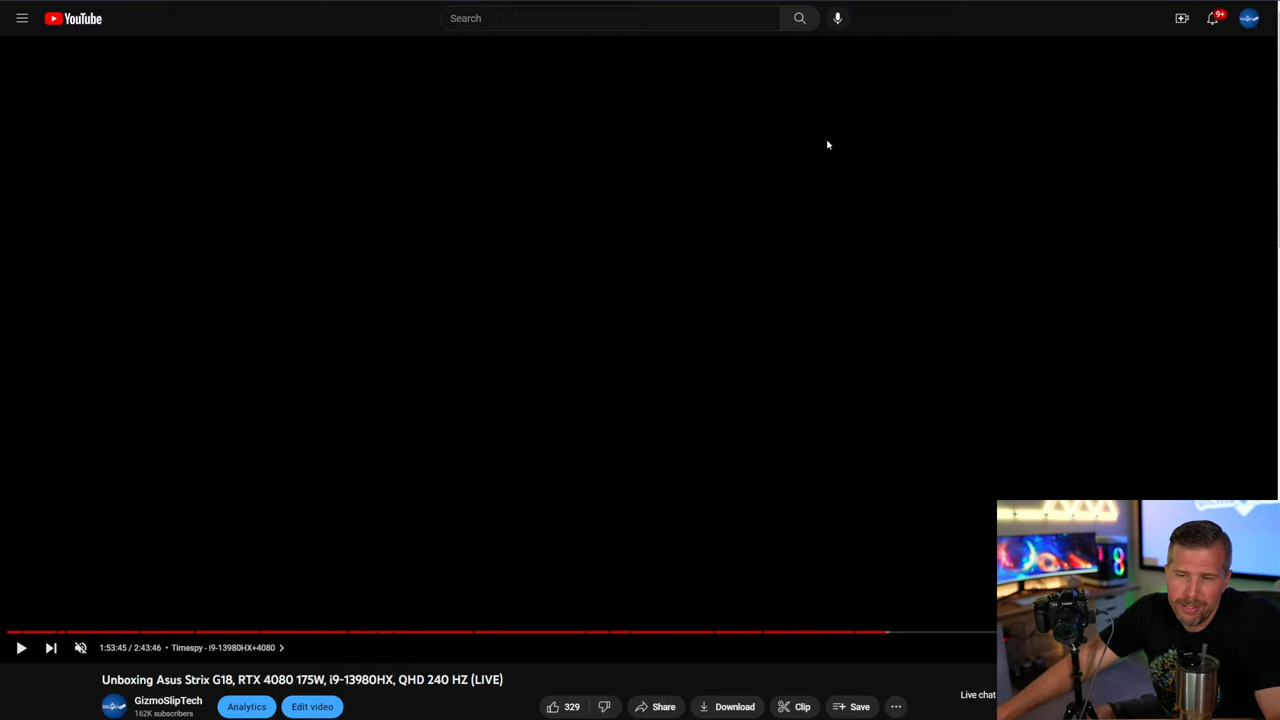 YouTube
Search
9+
1:53:45 / 2:43:46 • Timespy - i9-13980HX+4080
Unboxing Asus Strix G18, RTX 4080 175W, i9-13980HX, QHD 240 HZ (LIVE)
GizmoSlipTech
162K subscribers
Analytics
Edit video
329
Share
Download
Clip
Save
Live chat